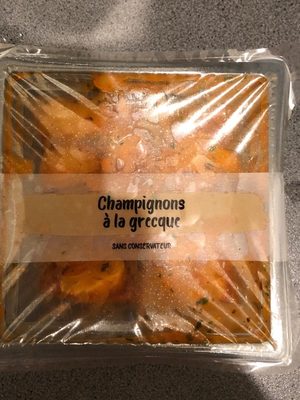 Champignons
à la grecque
SANS CONSERVATEUR